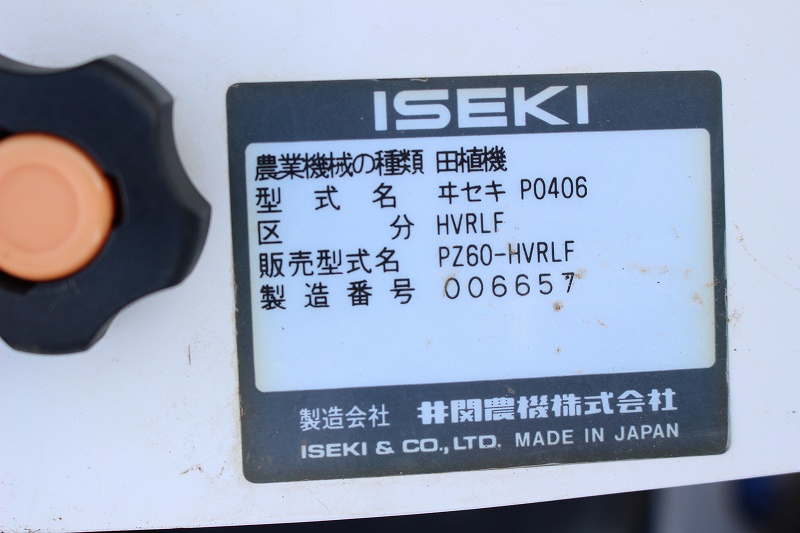 ISEKI
農業機械の種類 田植機
型式名 ヰセキ P0406
区分 HVRLF
販売型式名 PZ60-HVRLF
製造番号 006657
製造会社 井関農機株式会社
ISEKI & CO., LTD. MADE IN JAPAN